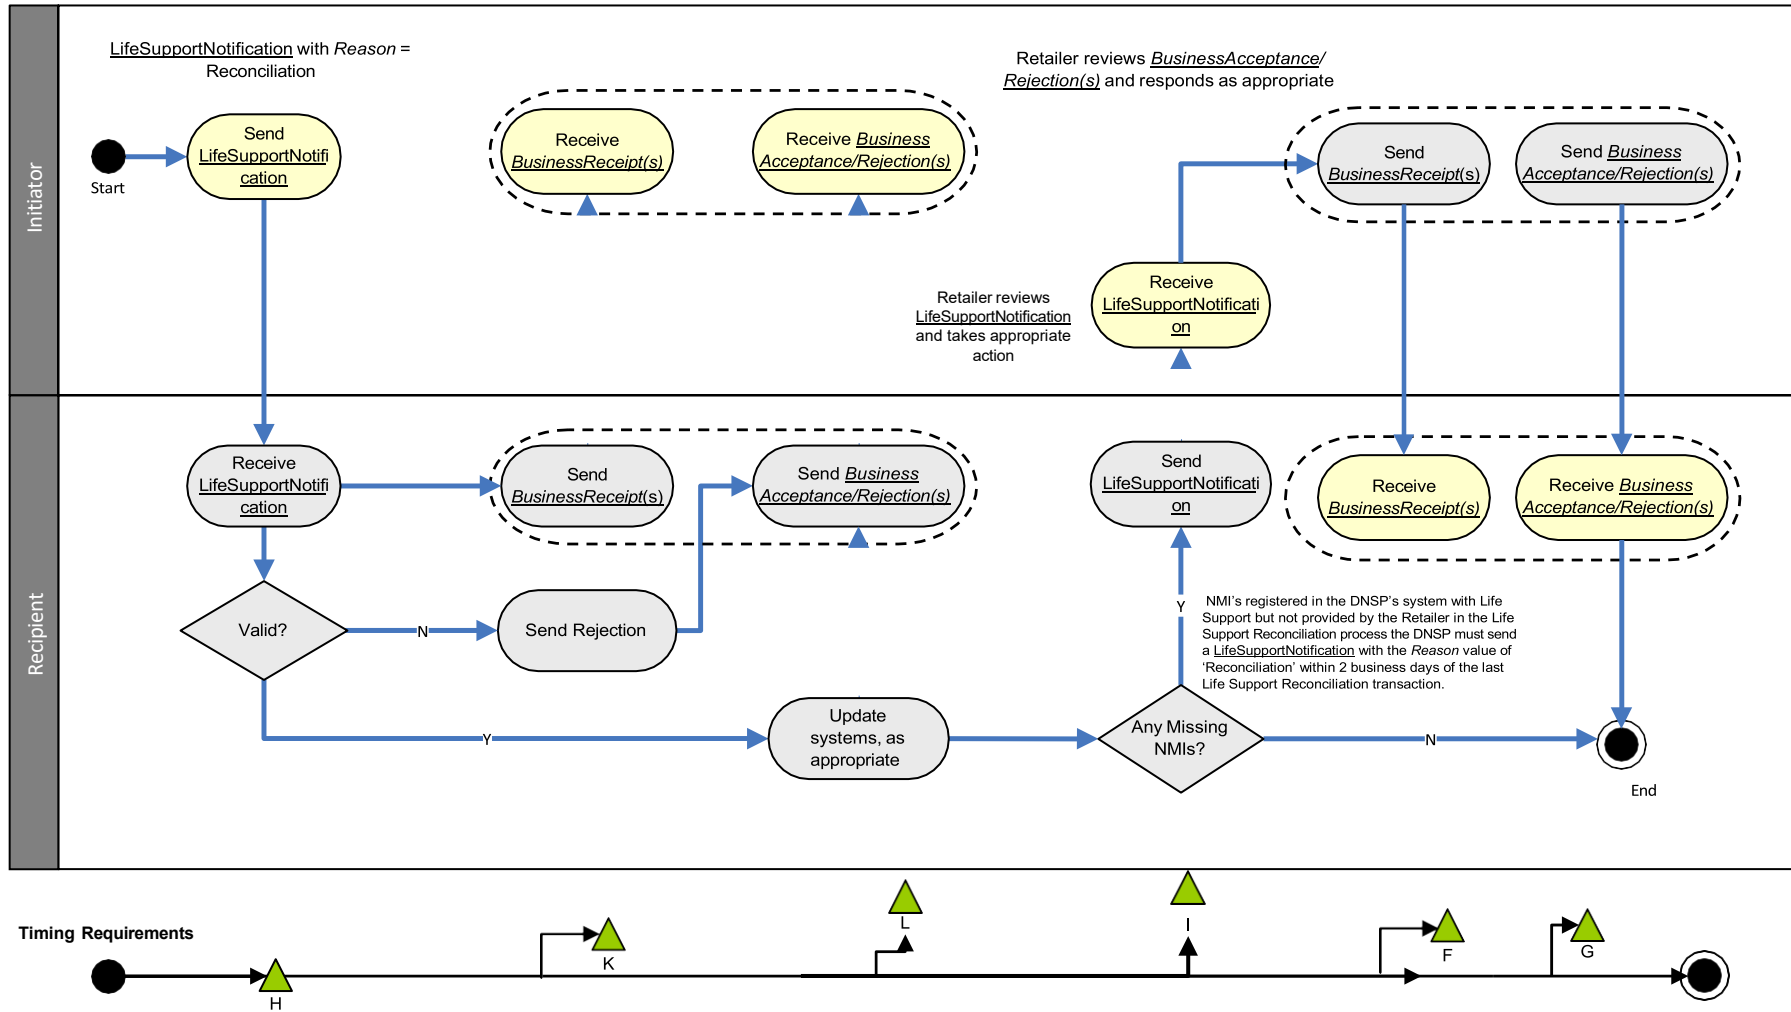 Initiator
LifeSupportNotification with Reason =
Reconciliation
Start
Send
LifeSupportNotifi
cation
Receive
BusinessReceipt(s)
Receive Business
Acceptance/Rejection(s)
Retailer reviews BusinessAcceptance/
Rejection(s) and responds as appropriate
Send
BusinessReceipt(s)
Send Business
Acceptance/Rejection(s)
Retailer reviews
LifeSupportNotification
and takes appropriate
action
Receive
LifeSupportNotificati
on
Recipient
Receive
LifeSupportNotifi
cation
Send
BusinessReceipt(s)
Send Business
Acceptance/Rejection(s)
Send
LifeSupportNotificati
on
Receive
BusinessReceipt(s)
Receive Business
Acceptance/Rejection(s)
Valid?
N
Send Rejection
Y
NMI's registered in the DNSP's system with Life
Support but not provided by the Retailer in the Life
Support Reconciliation process the DNSP must send
a LifeSupportNotification with the Reason value of
‘Reconciliation’ within 2 business days of the last
Life Support Reconciliation transaction.
Y
Update
systems, as
appropriate
Any Missing
NMIs?
N
End
Timing Requirements
H
K
L
I
F
G